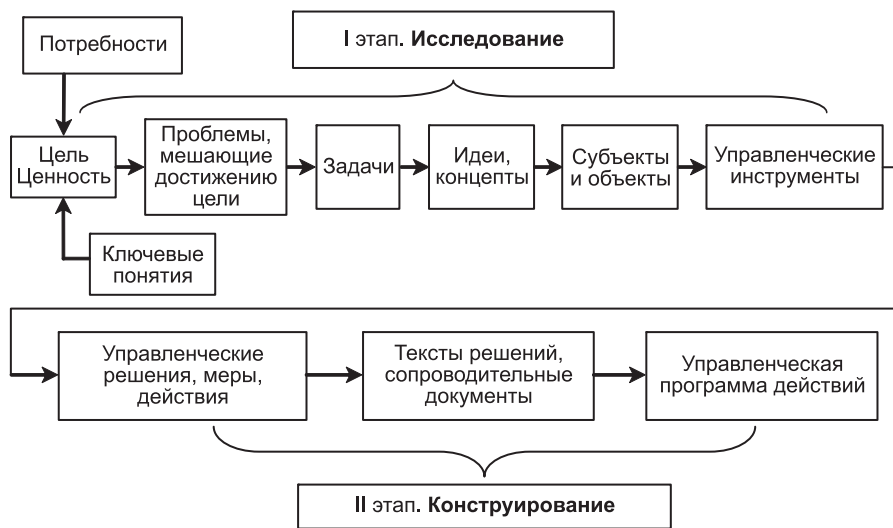 Потребности
I этап. Исследование
Цель
Ценность
Проблемы,
мешающие
достижению
цели
Задачи
Идеи,
концепты
Субъекты
и объекты
Управленческие
инструменты
Ключевые
понятия
Управленческие
решения, меры,
действия
Тексты решений,
сопроводительные
документы
Управленческая
программа действий
II этап. Конструирование